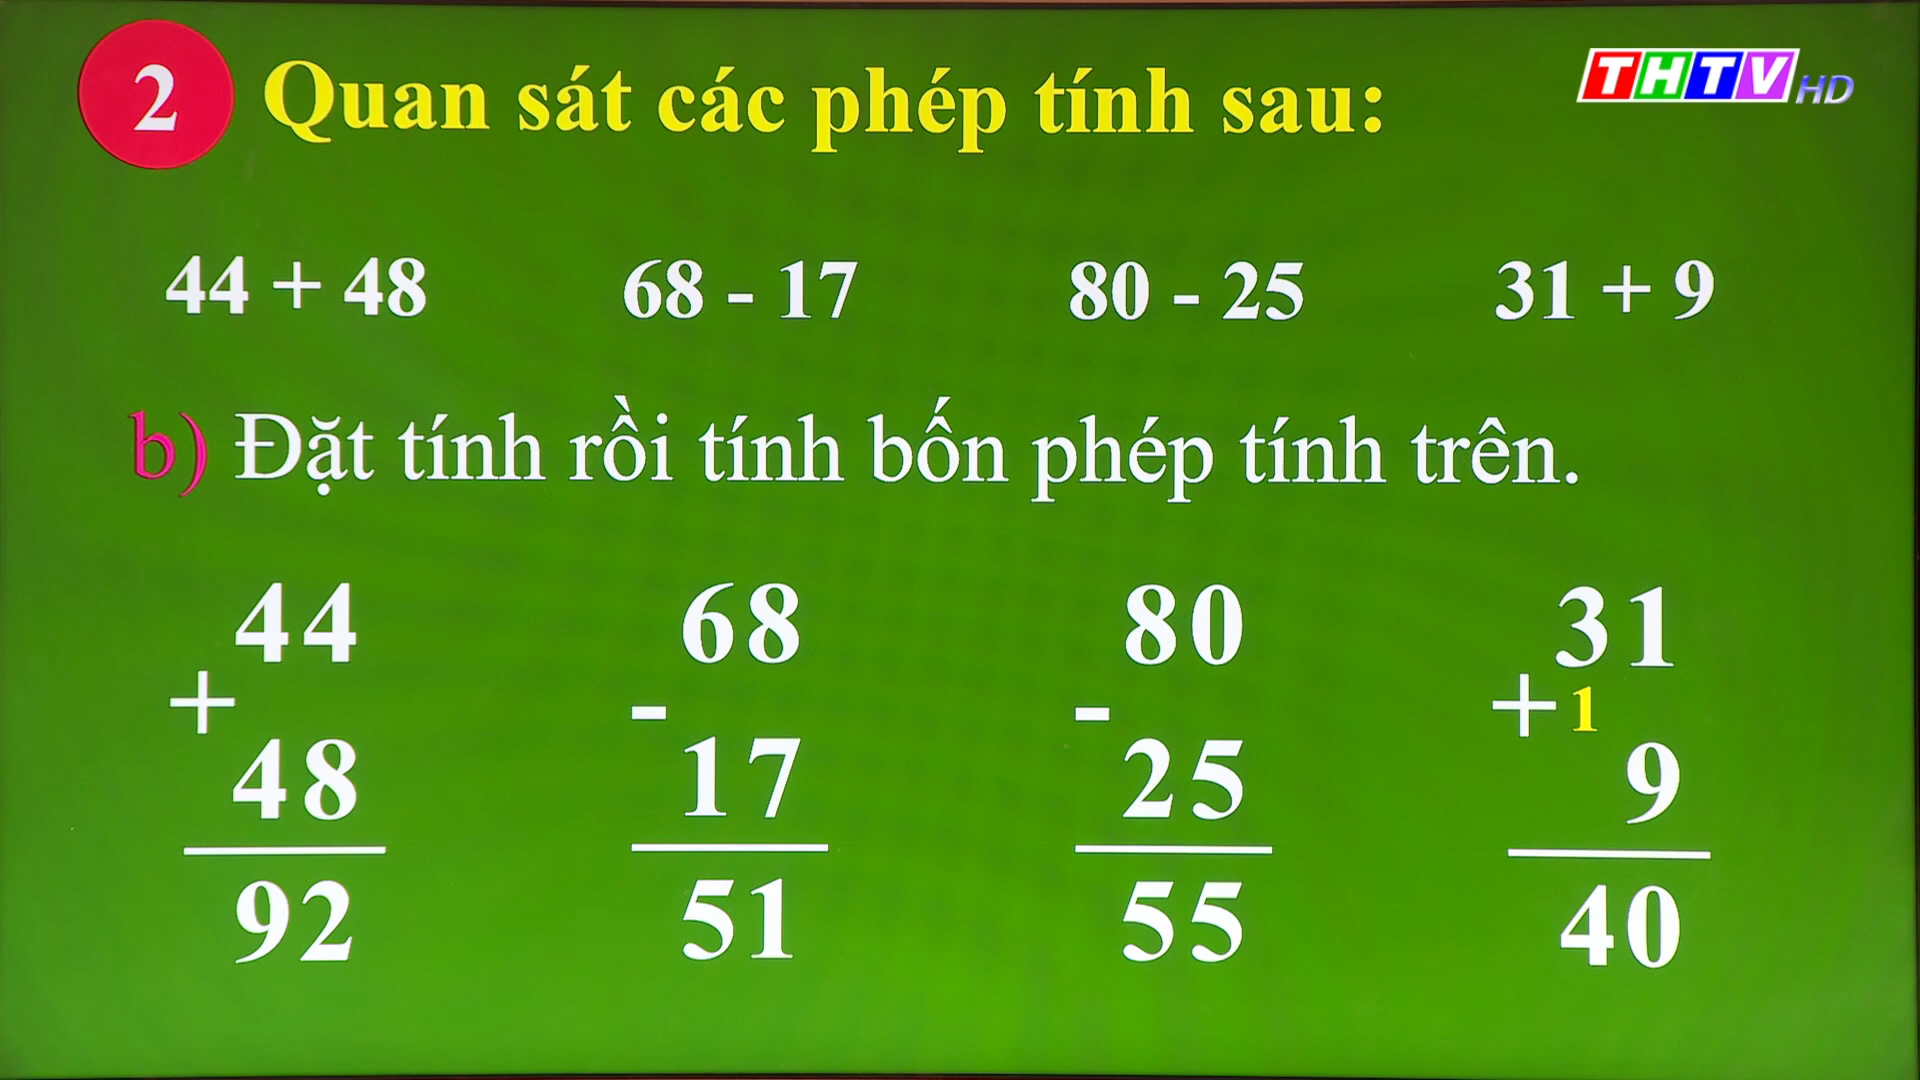 2 Quan sát các phép tính sau:
THTV HD
44 + 48 68 - 17 80 - 25 31 + 9
b) Đặt tính rồi tính bốn phép tính trên.
44 68 80 31
+ - - + 1
48 17 25 9
92 51 55 40